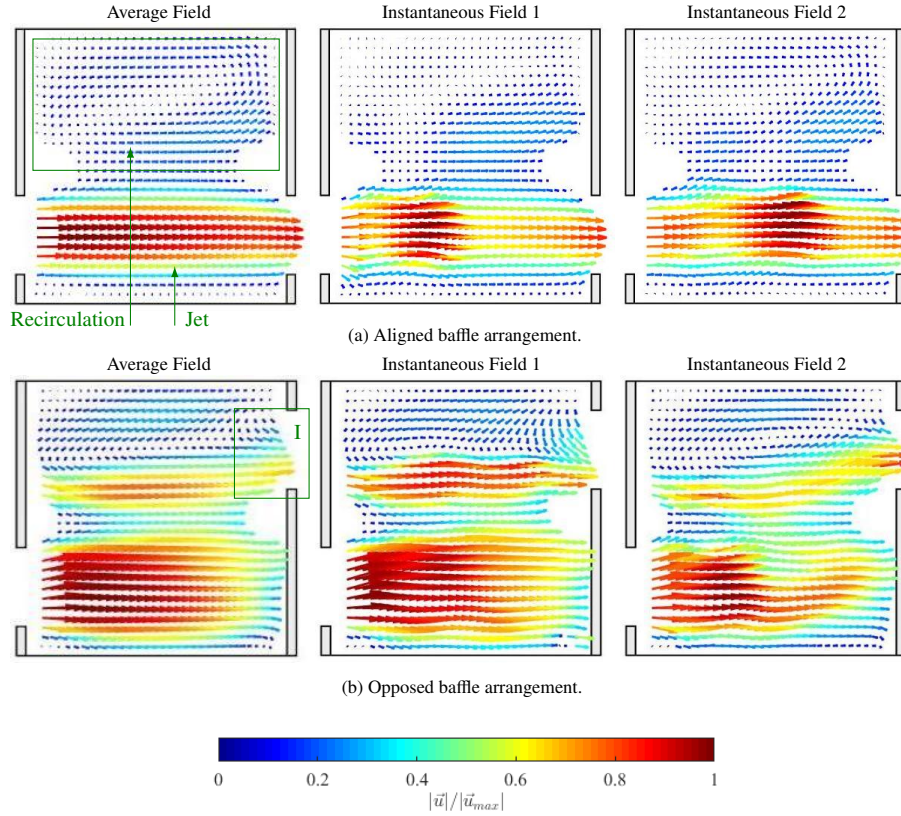 Average Field Instantaneous Field 1 Instantaneous Field 2
Recirculation Jet
(a) Aligned baffle arrangement.
Average Field Instantaneous Field 1 Instantaneous Field 2
I
(b) Opposed baffle arrangement.
0 0.2 0.4 0.6 0.8 1
|u⃗|/|u⃗max|